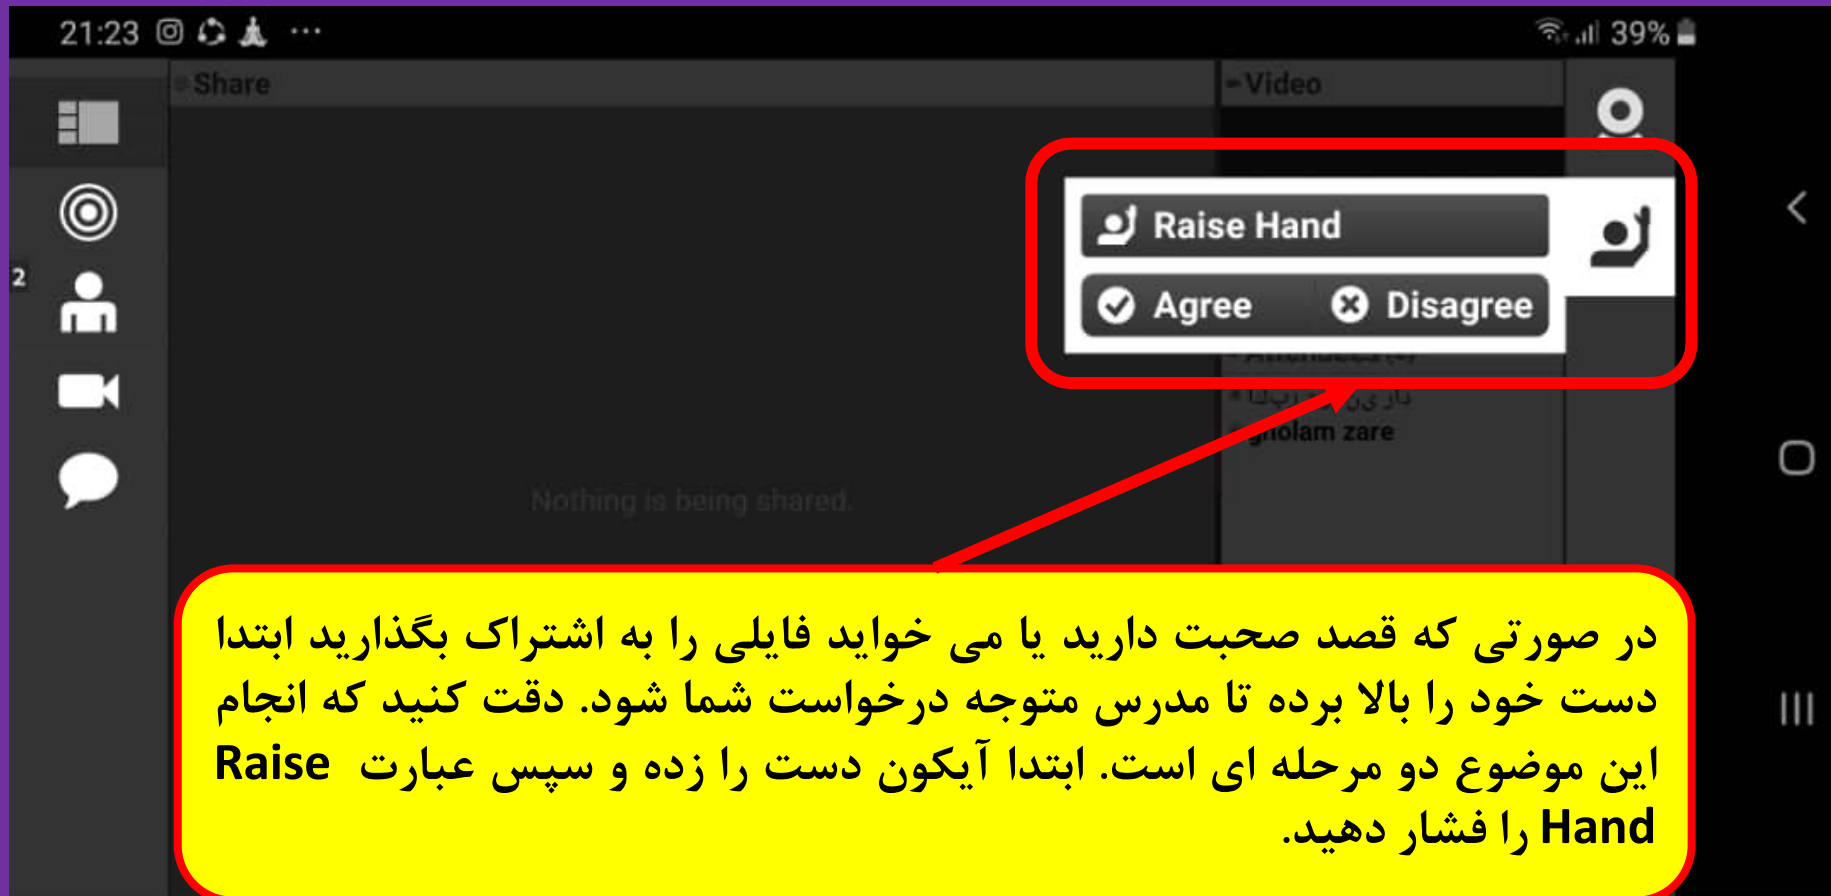 21:23
39%
Share
Video
Raise Hand
2
Agree
Disagree
gholam zare
Nothing is being shared.
در صورتی که قصد صحبت دارید یا می خواید فایلی را به اشتراک بگذارید ابتدا
دست خود را بالا برده تا مدرس متوجه درخواست شما شود. دقت کنید که انجام
این موضوع دو مرحله ای است. ابتدا آیکون دست را زده و سپس عبارت Raise
Hand را فشار دهید.